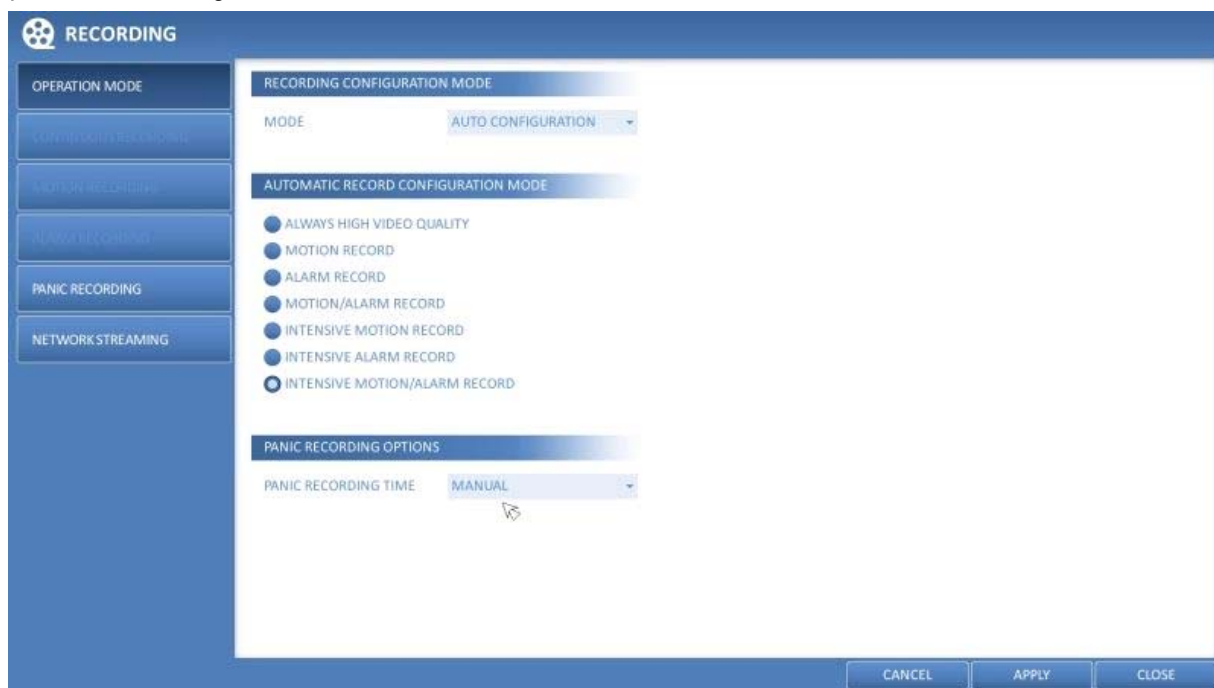 RECORDING
OPERATION MODE
PANIC RECORDING
NETWORK STREAMING
RECORDING CONFIGURATION MODE
MODE AUTO CONFIGURATION
AUTOMATIC RECORD CONFIGURATION MODE
ALWAYS HIGH VIDEO QUALITY
MOTION RECORD
ALARM RECORD
MOTION/ALARM RECORD
INTENSIVE MOTION RECORD
INTENSIVE ALARM RECORD
INTENSIVE MOTION/ALARM RECORD
PANIC RECORDING OPTIONS
PANIC RECORDING TIME MANUAL
CANCEL APPLY CLOSE